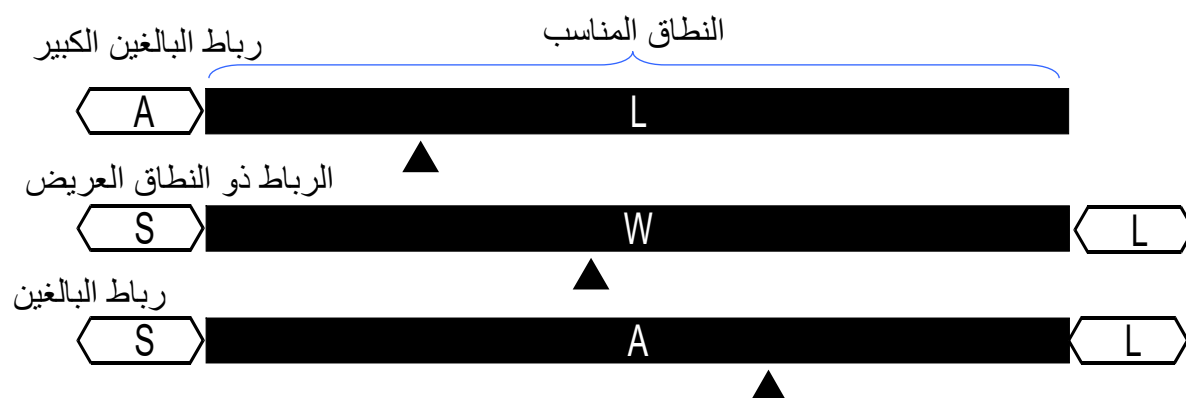 النطاق المناسب
رباط البالغين الكبير
A L
الرباط ذو النطاق العريض
S W L
رباط البالغين
S A L